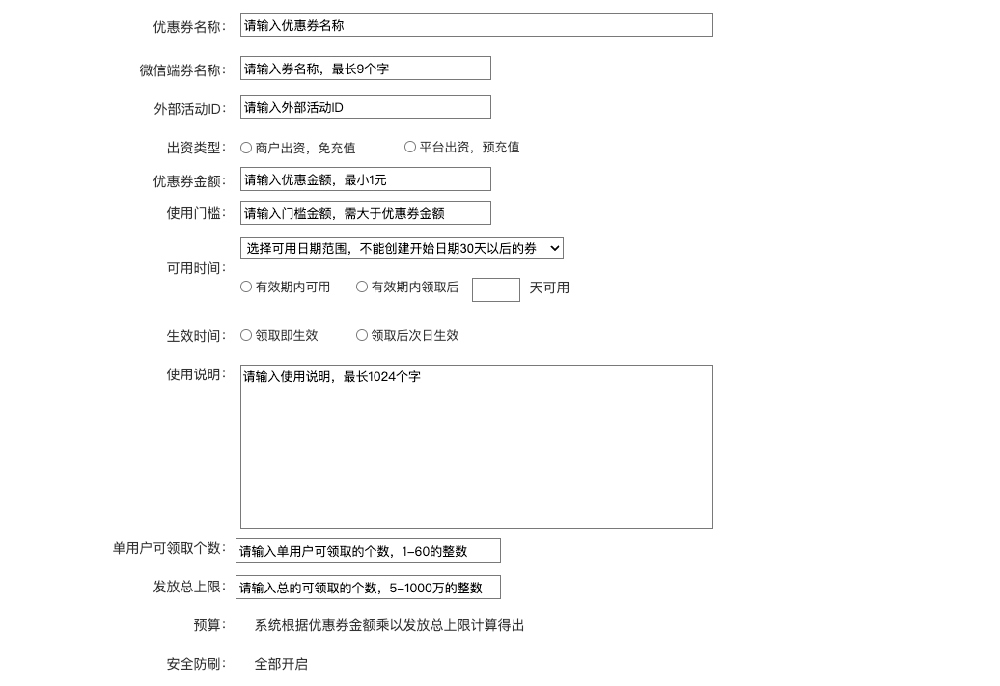 优惠券名称： 请输入优惠券名称
微信端券名称： 请输入券名称，最长9个字
外部活动ID： 请输入外部活动ID
出资类型： 商户出资，免充值 平台出资，预充值
优惠券金额： 请输入优惠金额，最小1元
使用门槛： 请输入门槛金额，需大于优惠券金额
选择可用日期范围，不能创建开始日期30天以后的券
可用时间：
有效期内可用 有效期内领取后 天可用
生效时间： 领取即生效 领取后次日生效
使用说明： 请输入使用说明，最长1024个字
单用户可领取个数： 请输入单用户可领取的个数，1-60的整数
发放总上限： 请输入总的可领取的个数，5-1000万的整数
预算： 系统根据优惠券金额乘以发放总上限计算得出
安全防刷： 全部开启